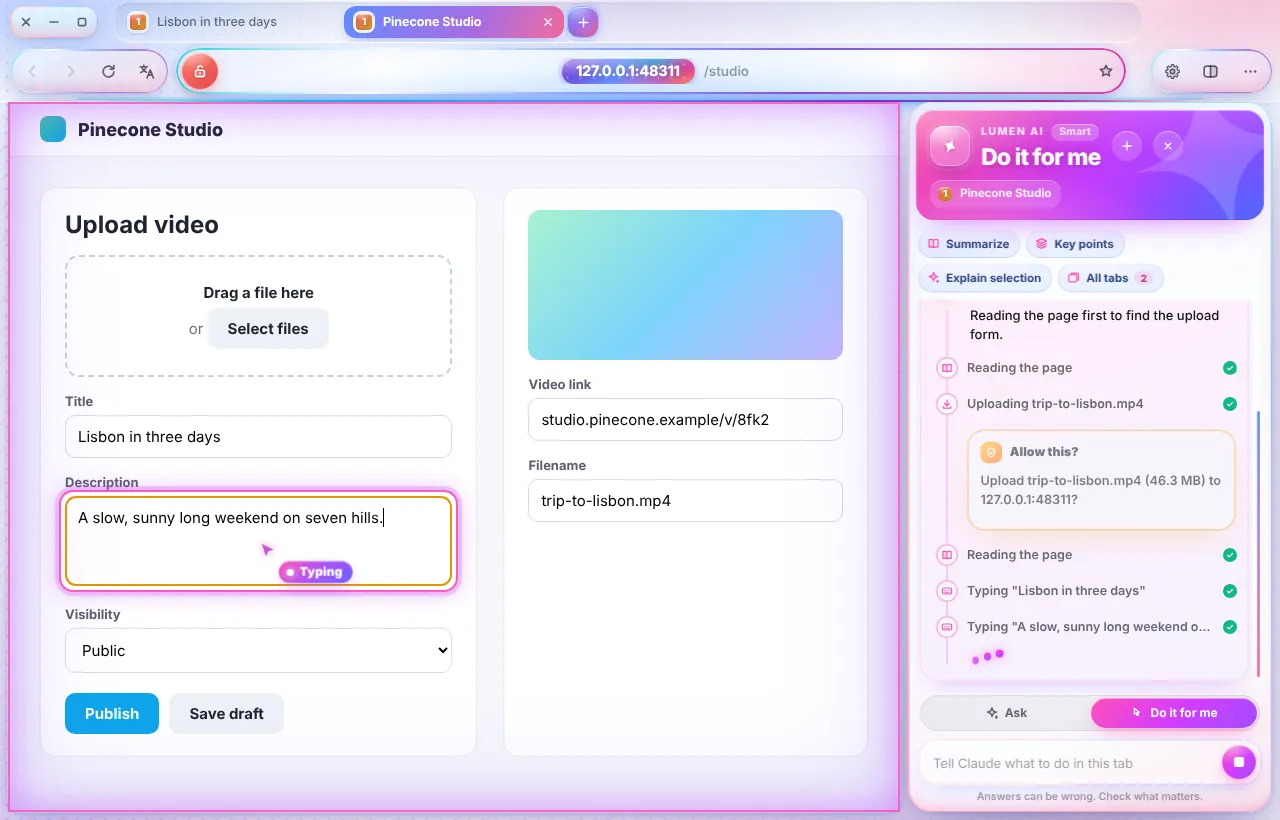 1 Lisbon in three days
1 Pinecone Studio
127.0.0.1:48311 /studio
Pinecone Studio
Upload video
Drag a file here
or Select files
Title
Lisbon in three days
Description
A slow, sunny long weekend on seven hills.
Typing
Visibility
Public
Publish Save draft
Video link
studio.pinecone.example/v/8fk2
Filename
trip-to-lisbon.mp4
LUMEN AI Smart
Do it for me
1 Pinecone Studio
Summarize Key points
Explain selection All tabs 2
Reading the page first to find the upload
form.
Reading the page
Uploading trip-to-lisbon.mp4
Allow this?
Upload trip-to-lisbon.mp4 (46.3 MB) to
127.0.0.1:48311?
Reading the page
Typing "Lisbon in three days"
Typing "A slow, sunny long weekend o...
Ask Do it for me
Tell Claude what to do in this tab
Answers can be wrong. Check what matters.